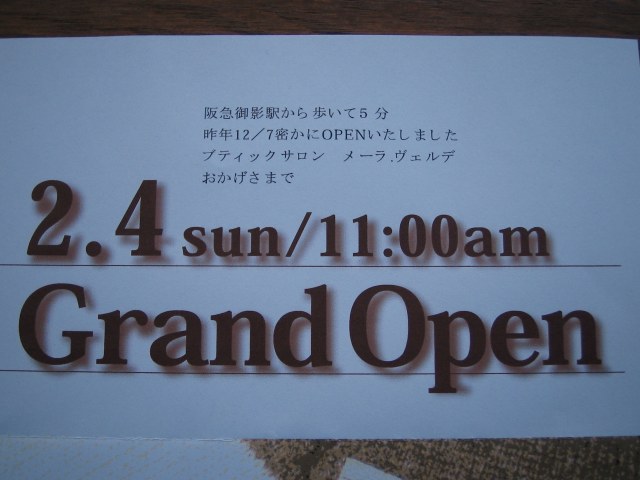 阪急御影駅から歩いて5分
昨年12／7密かにOPENいたしました
ブティックサロン　メーラ.ヴェルデ
おかげさまで
2.4 sun/11:00am
Grand Open